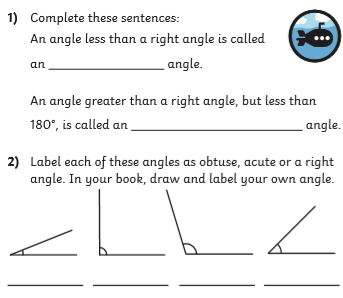 1) Complete these sentences:
An angle less than a right angle is called
an __________________ angle.
An angle greater than a right angle, but less than
180°, is called an ___________________________ angle.
2) Label each of these angles as obtuse, acute or a right
angle. In your book, draw and label your own angle.